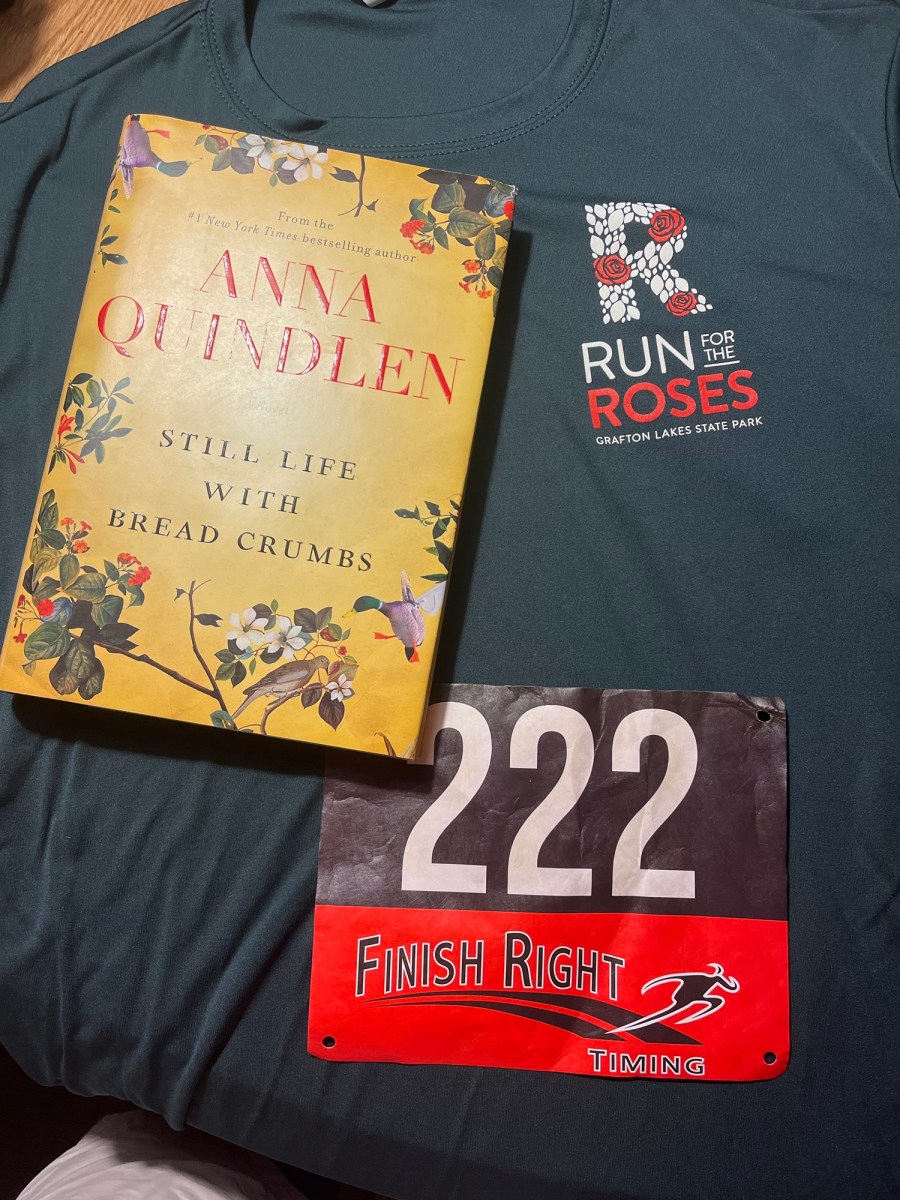 From the
#1 New York Times bestselling author
ANNA
QUINDLEN
a novel
STILL LIFE
WITH
BREAD CRUMBS
R
RUN FOR THE
ROSES
GRAFTON LAKES STATE PARK
222
FINISH RIGHT
TIMING